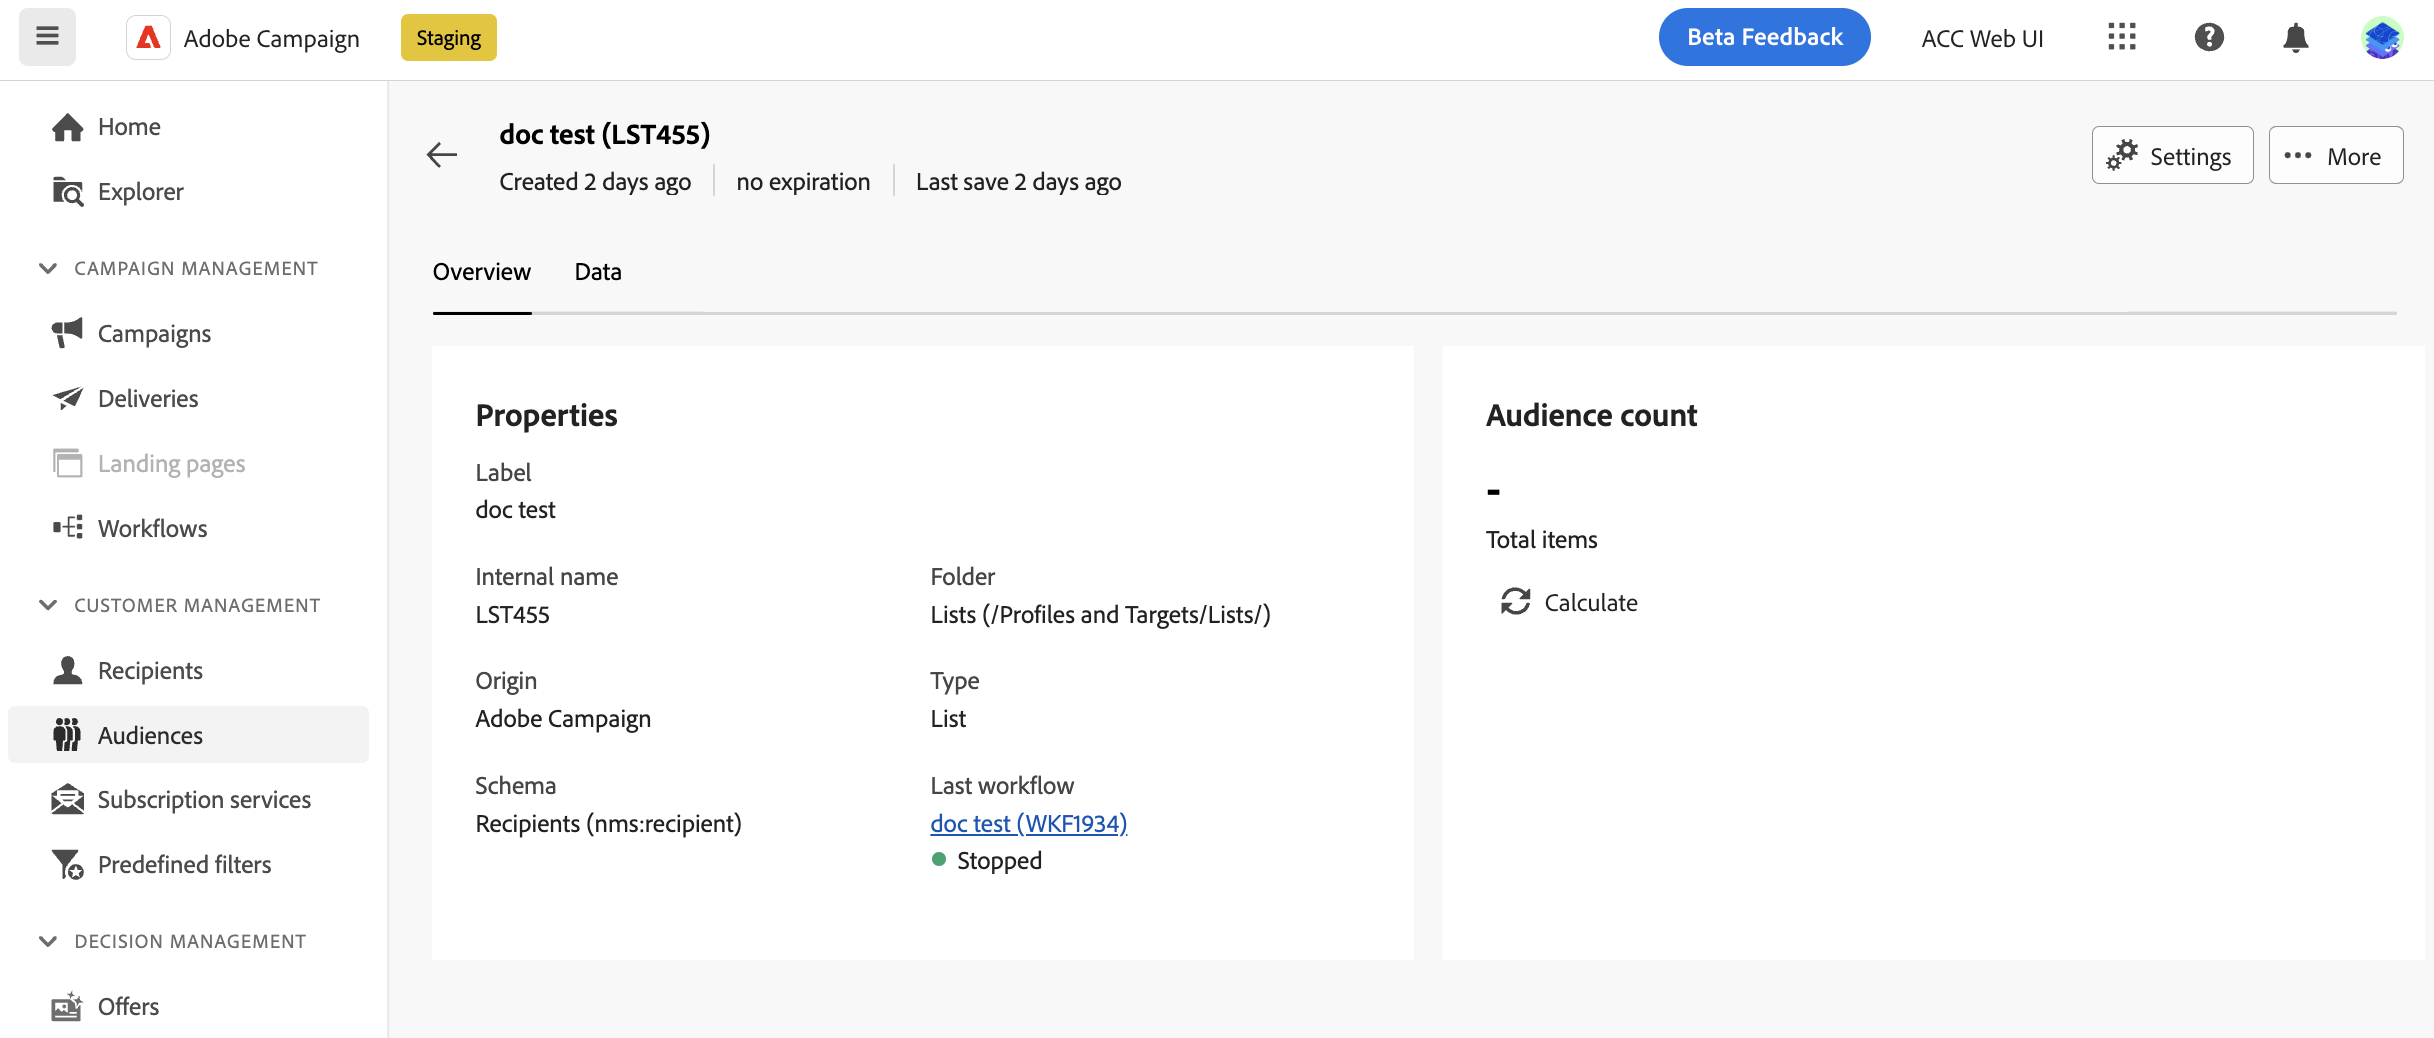 Adobe Campaign
Staging
Beta Feedback
ACC Web UI
Home
Explorer
CAMPAIGN MANAGEMENT
Campaigns
Deliveries
Landing pages
Workflows
CUSTOMER MANAGEMENT
Recipients
Audiences
Subscription services
Predefined filters
DECISION MANAGEMENT
Offers
doc test (LST455)
Created 2 days ago
no expiration
Last save 2 days ago
Settings
More
Overview
Data
Properties
Label
doc test
Internal name
LST455
Folder
Lists (/Profiles and Targets/Lists/)
Origin
Adobe Campaign
Type
List
Schema
Recipients (nms:recipient)
Last workflow
doc test (WKF1934)
Stopped
Audience count
-
Total items
Calculate